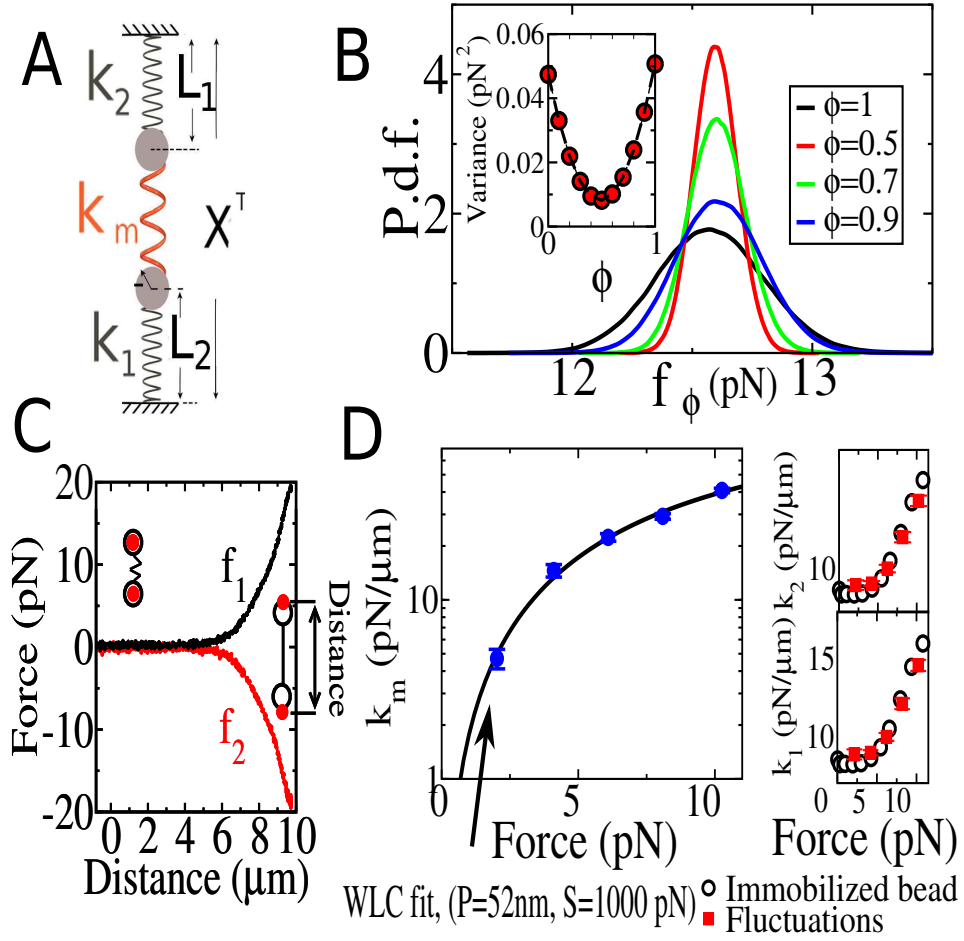 A
k₂
L₁
kₘ
Xᵀ
k₁
L₂
B
P.d.f.
4
2
0
12
13
f_ϕ (pN)
ϕ=1
ϕ=0.5
ϕ=0.7
ϕ=0.9
Variance (pN²)
0.06
0.04
0.02
0
0
1
ϕ
C
Force (pN)
20
10
0
-10
-20
f₁
f₂
Distance
0 2 4 6 8 10
Distance (μm)
D
kₘ (pN/μm)
10
1
0
5
10
Force (pN)
WLC fit, (P=52nm, S=1000 pN)
k₂ (pN/μm)
10
k₁ (pN/μm)
15
10
0 5 10
Force (pN)
Immobilized bead
Fluctuations